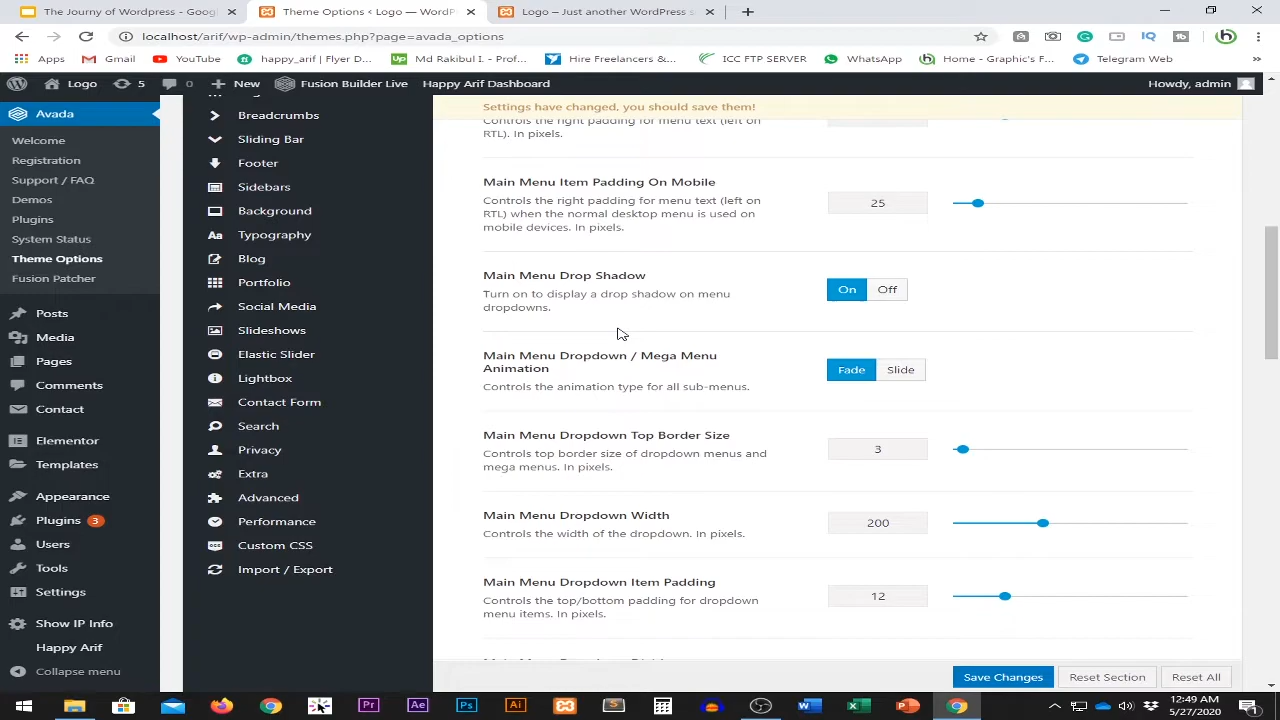 The Journy of Wordpress - Googl
Theme Options < Logo — WordP
Logo – Just another WordPress s
localhost/arif/wp-admin/themes.php?page=avada_options
Apps
Gmail
YouTube
happy_arif | Flyer D...
Md Rakibul I. - Grap...
Hire Freelancers &...
ICC FTP SERVER
WhatsApp
Home - Graphic's F...
Telegram Web
Logo
5
0
New
Fusion Builder Live
Happy Arif Dashboard
Howdy, admin
Avada
Welcome
Registration
Support / FAQ
Demos
Plugins
System Status
Theme Options
Fusion Patcher
Posts
Media
Pages
Comments
Contact
Elementor
Templates
Appearance
Plugins 3
Users
Tools
Settings
Show IP Info
Happy Arif
Collapse menu
Breadcrumbs
Sliding Bar
Footer
Sidebars
Background
Typography
Blog
Portfolio
Social Media
Slideshows
Elastic Slider
Lightbox
Contact Form
Search
Privacy
Extra
Advanced
Performance
Custom CSS
Import / Export
Settings have changed, you should save them!
Controls the right padding for menu text (left on
RTL). In pixels.
Main Menu Item Padding On Mobile
Controls the right padding for menu text (left on
RTL) when the normal desktop menu is used on
mobile devices. In pixels.
25
Main Menu Drop Shadow
Turn on to display a drop shadow on menu
dropdowns.
On Off
Main Menu Dropdown / Mega Menu
Animation
Controls the animation type for all sub-menus.
Fade Slide
Main Menu Dropdown Top Border Size
Controls top border size of dropdown menus and
mega menus. In pixels.
3
Main Menu Dropdown Width
Controls the width of the dropdown. In pixels.
200
Main Menu Dropdown Item Padding
Controls the top/bottom padding for dropdown
menu items. In pixels.
12
Save Changes
Reset Section
Reset All
12:49 AM
5/27/2020